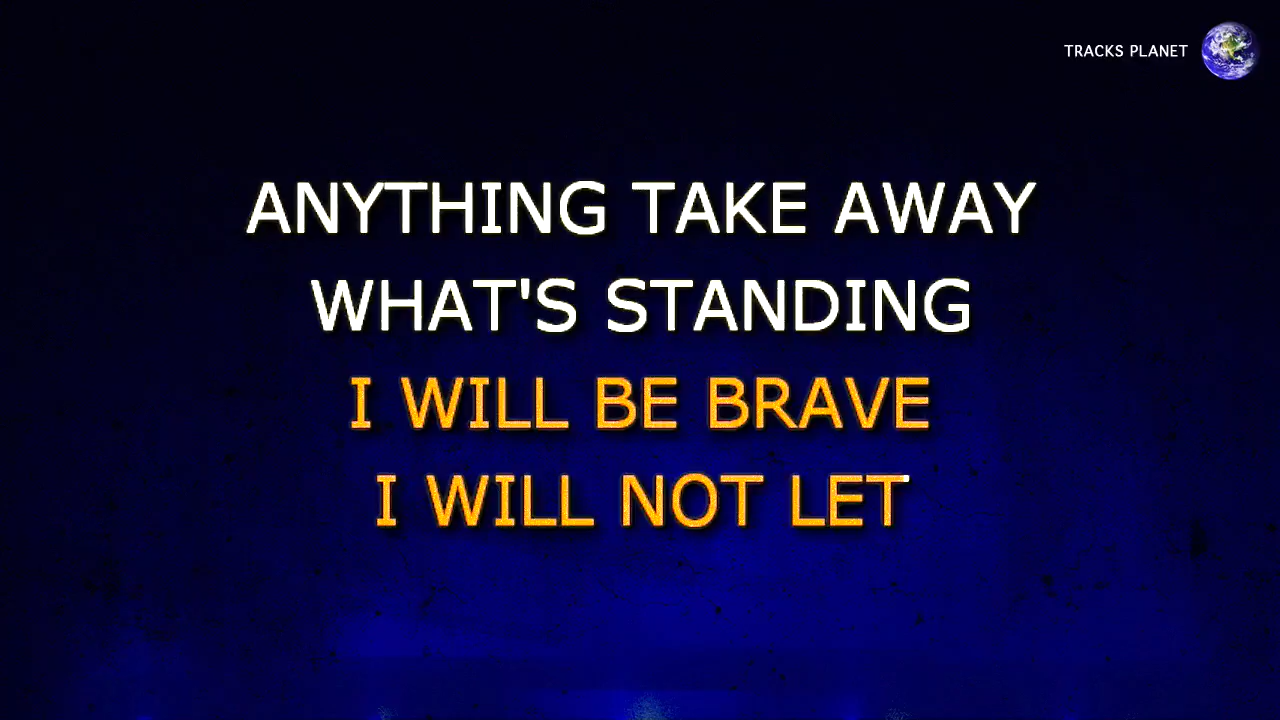 TRACKS PLANET
ANYTHING TAKE AWAY
WHAT'S STANDING
I WILL BE BRAVE
I WILL NOT LET